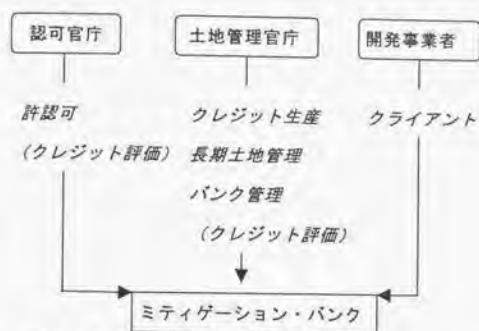 認可官庁
土地管理官庁
開発事業者
許認可
(クレジット評価)
クレジット生産
長期土地管理
バンク管理
(クレジット評価)
クライアント
ミティゲーション・バンク